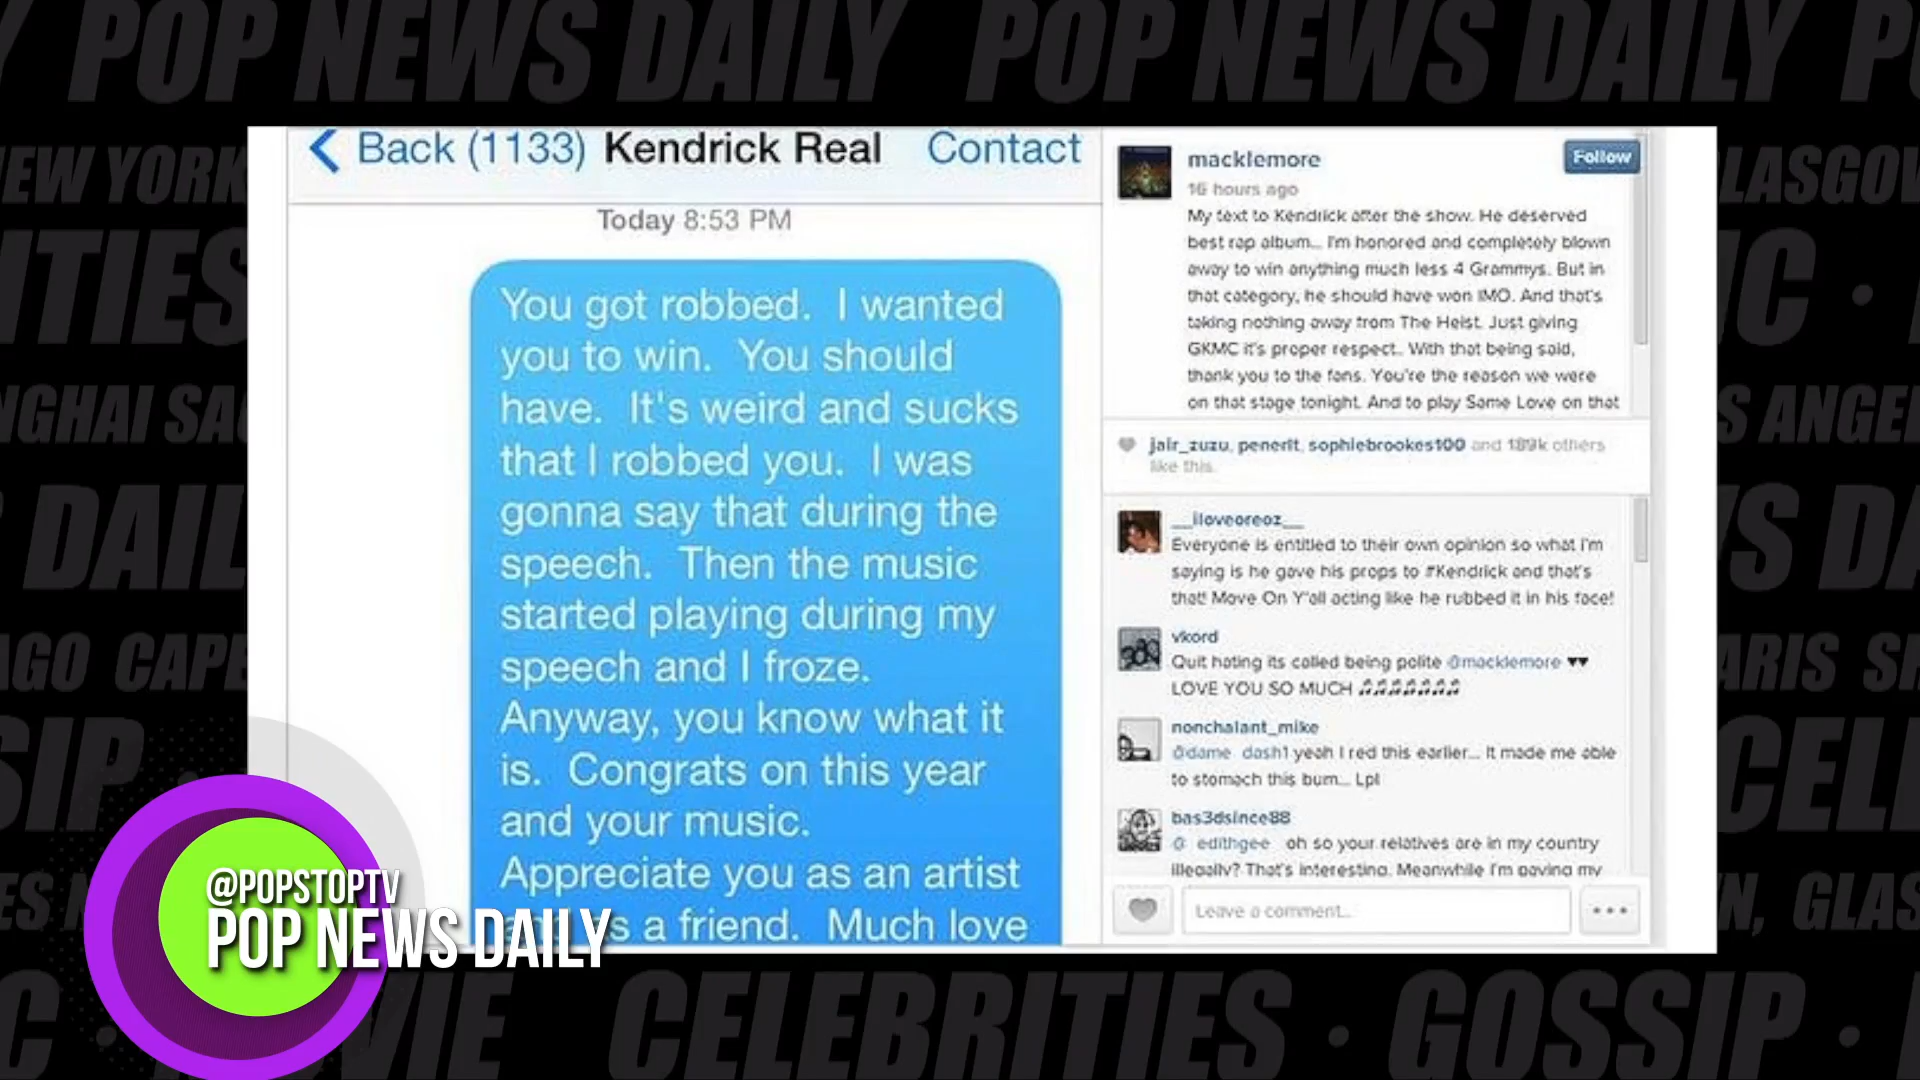 POP NEWS DAILY POP NEWS DAILY
NEW YORK
GLASGOW
DAIL
CAPE
PARIS
S ANGEL
GLAS
Back (1133) Kendrick Real Contact
Today 8:53 PM
You got robbed. I wanted
you to win. You should
have. It's weird and sucks
that I robbed you. I was
gonna say that during the
speech. Then the music
started playing during my
speech and I froze.
Anyway, you know what it
is. Congrats on this year
and your music.
Appreciate you as an artist
s a friend. Much love
macklemore
Follow
16 hours ago
My text to Kendrick after the show. He deserved
best rap album... I'm honored and completely blown
away to win anything much less 4 Grammys. But in
that category, he should have won IMO. And that's
taking nothing away from The Heist. Just giving
GKMC it's proper respect.. With that being said,
thank you to the fans. You're the reason we were
on that stage tonight. And to play Same Love on that
jair_zuzu, penerit, sophiebrookes100 and 189k others
like this.
__iloveoreoz__
Everyone is entitled to their own opinion so what I'm
saying is he gave his props to #Kendrick and that's
that! Move On Y'all acting like he rubbed it in his face!
vkord
Quit hating its called being polite @macklemore ♥♥
LOVE YOU SO MUCH 🎵🎵🎵🎵🎵🎵🎵
nonchalant_mike
@dame_dash1 yeah I red this earlier... It made me able
to stomach this bum... Lpl
bas3dsince88
@_edithgee_ oh so your relatives are in my country
illegally? That's interesting. Meanwhile I'm paying my
Leave a comment...
@POPSTOPTV
POP NEWS DAILY
CELEBRITIES · GOSSIP ·